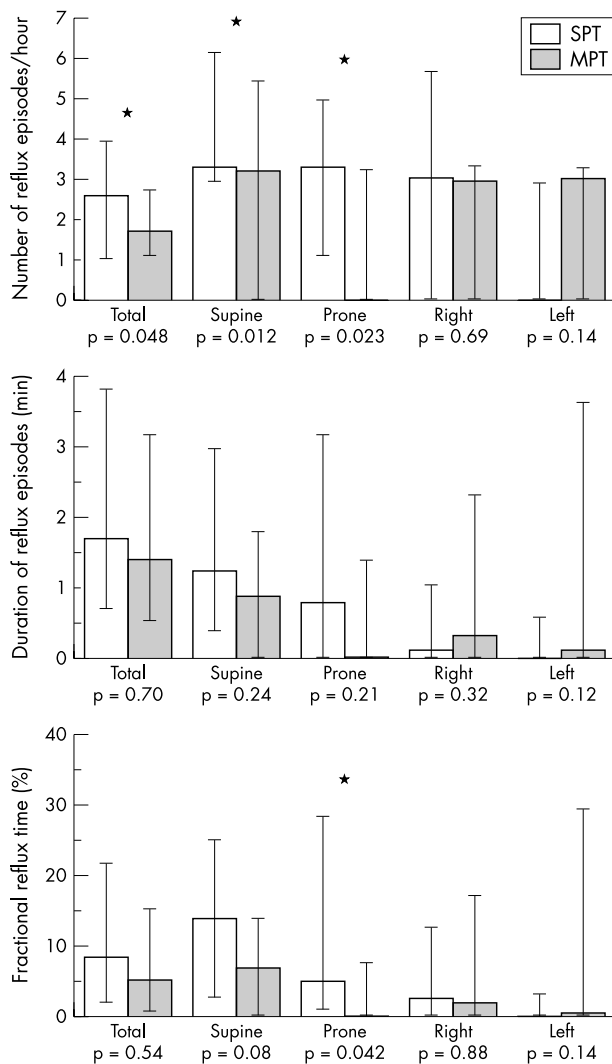 Number of reflux episodes/hour
7
6
5
4
3
2
1
0
★ ★ ★
SPT
MPT
Total Supine Prone Right Left
p = 0.048 p = 0.012 p = 0.023 p = 0.69 p = 0.14
Duration of reflux episodes (min)
4
3
2
1
0
Total Supine Prone Right Left
p = 0.70 p = 0.24 p = 0.21 p = 0.32 p = 0.12
Fractional reflux time (%)
40
30
20
10
0
★
Total Supine Prone Right Left
p = 0.54 p = 0.08 p = 0.042 p = 0.88 p = 0.14